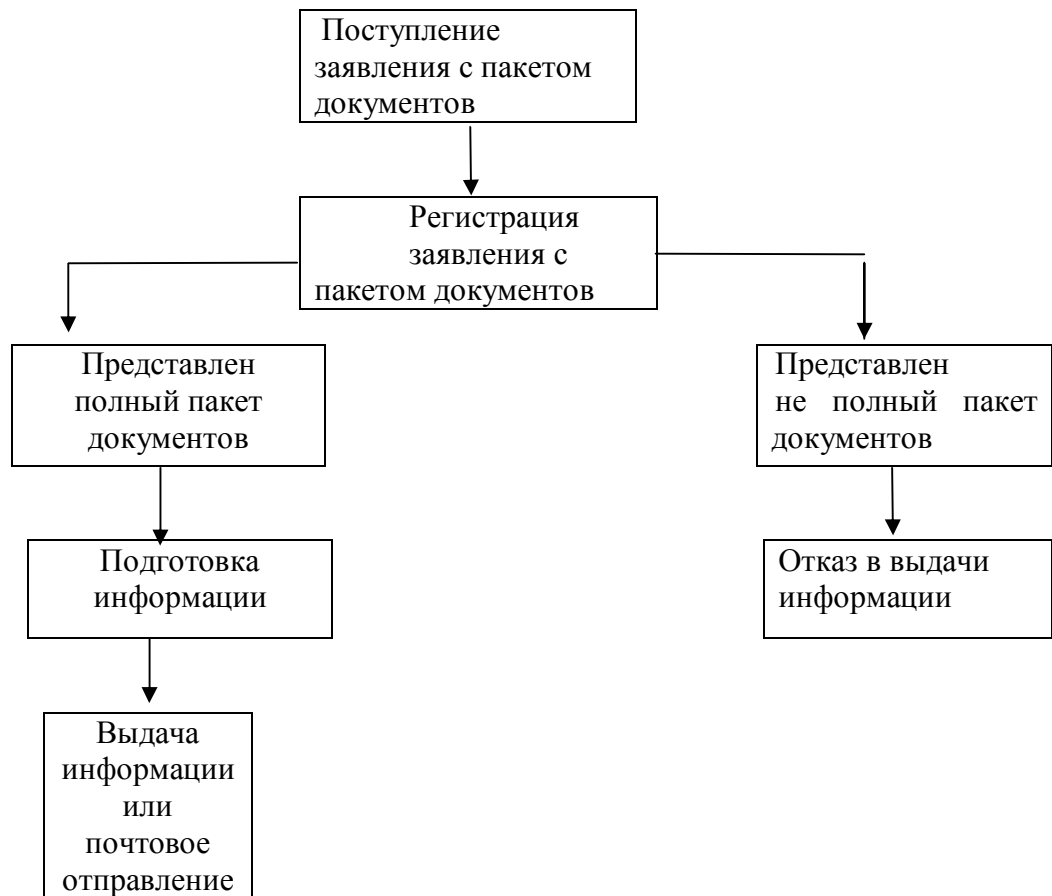 Поступление
заявления с пакетом
документов
Регистрация
заявления с
пакетом документов
Представлен
полный пакет
документов
Представлен
не полный пакет
документов
Подготовка
информации
Отказ в выдачи
информации
Выдача
информации
или
почтовое
отправление